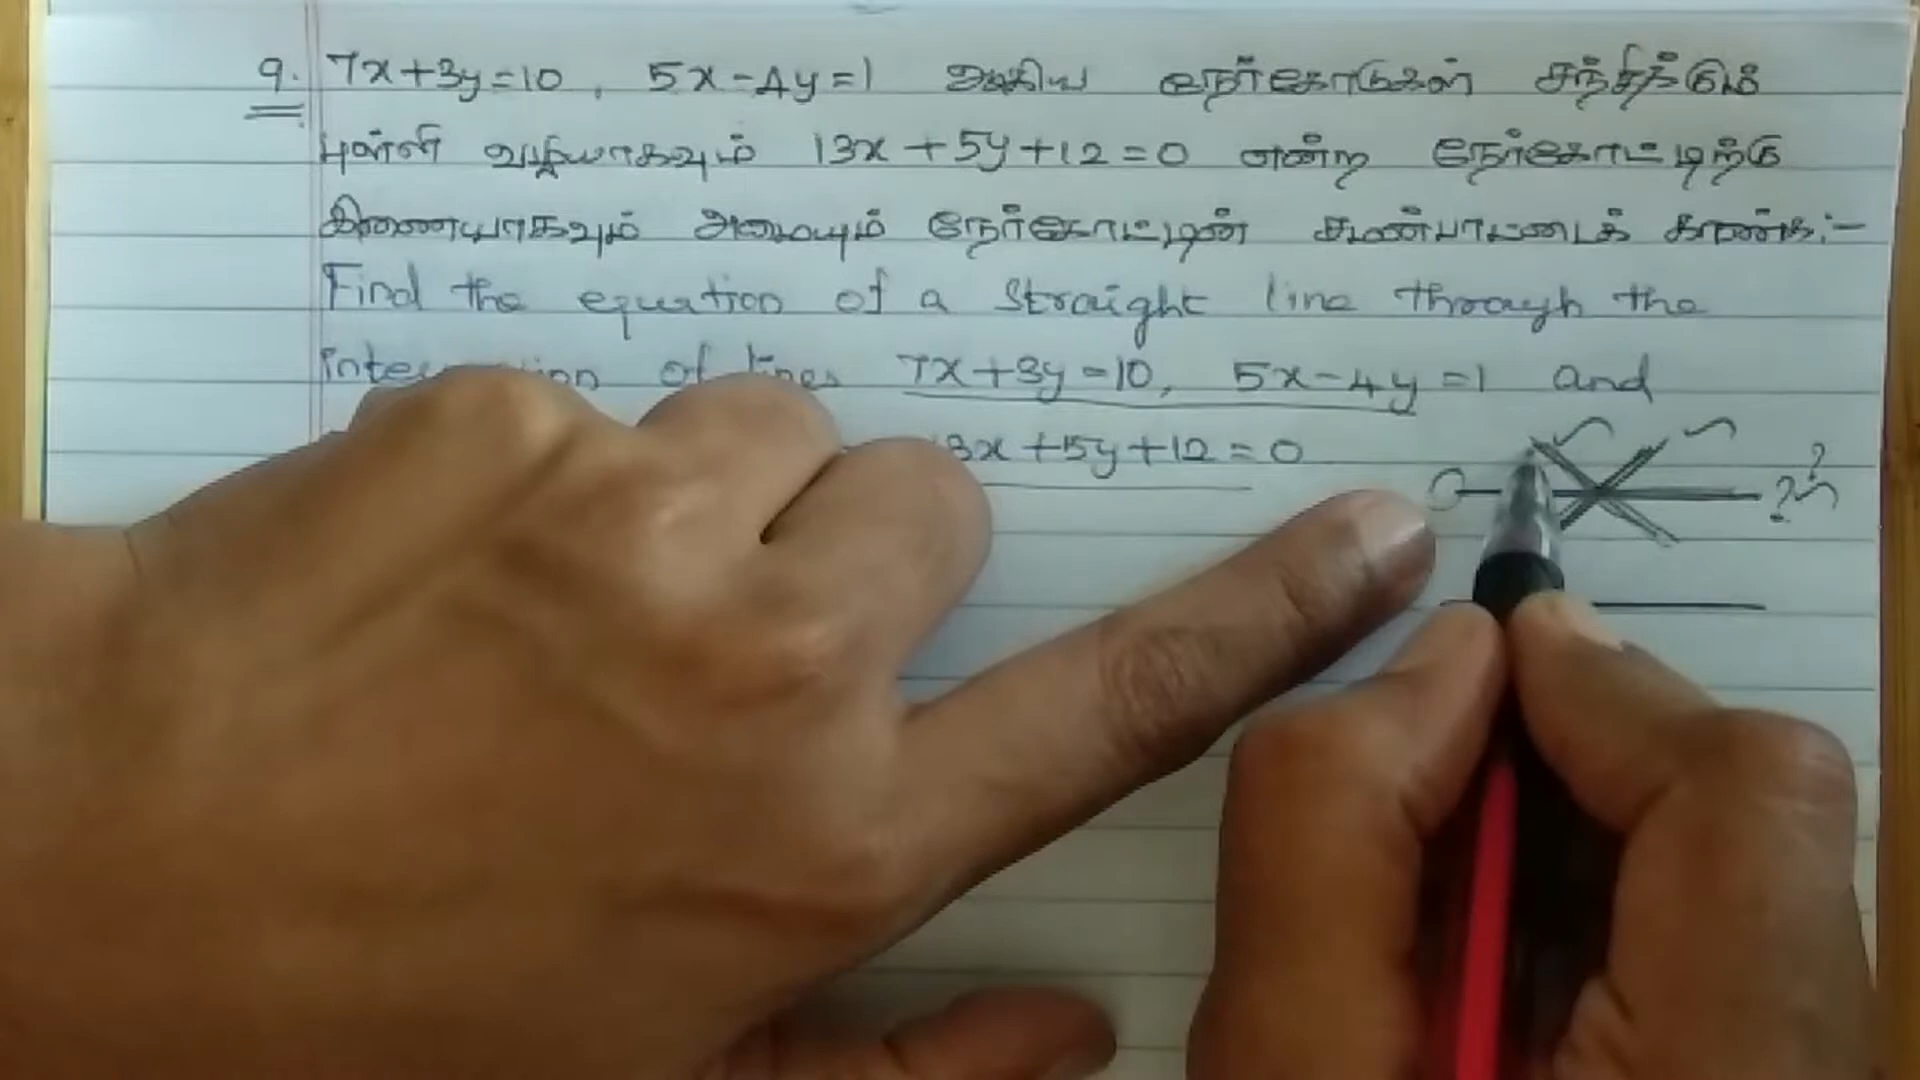 9. 7x+3y=10, 5x-4y=1 ஆகிய நேர்கோடுகள் சந்திக்கும்
புள்ளி வழியாகவும் 13x+5y+12=0 என்ற நேர்கோட்டிற்கு
இணையாகவும் அமையும் நேர்கோட்டின் சமன்பாட்டைக் காண்க:-
Find the equation of a straight line through the
of lines 7x+3y=10, 5x-4y=1 and
3x+5y+12=0
? ?